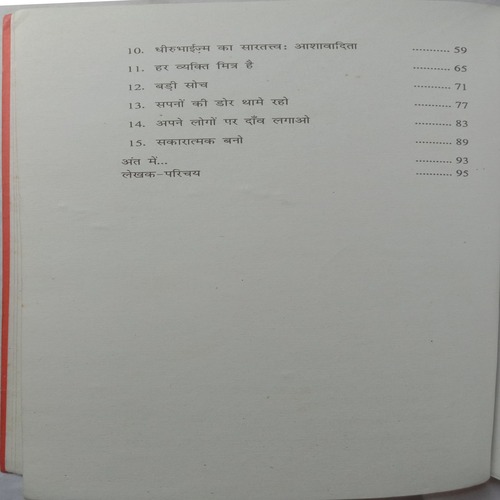 10. धीरुभाईज़्म का सारतत्त्व: आशावादिता ........... 59
11. हर व्यक्ति मित्र है ........... 65
12. बड़ी सोच ........... 71
13. सपनों की डोर थामे रहो ........... 77
14. अपने लोगों पर दाँव लगाओ ........... 83
15. सकारात्मक बनो ........... 89
अंत में... ........... 93
लेखक-परिचय ........... 95